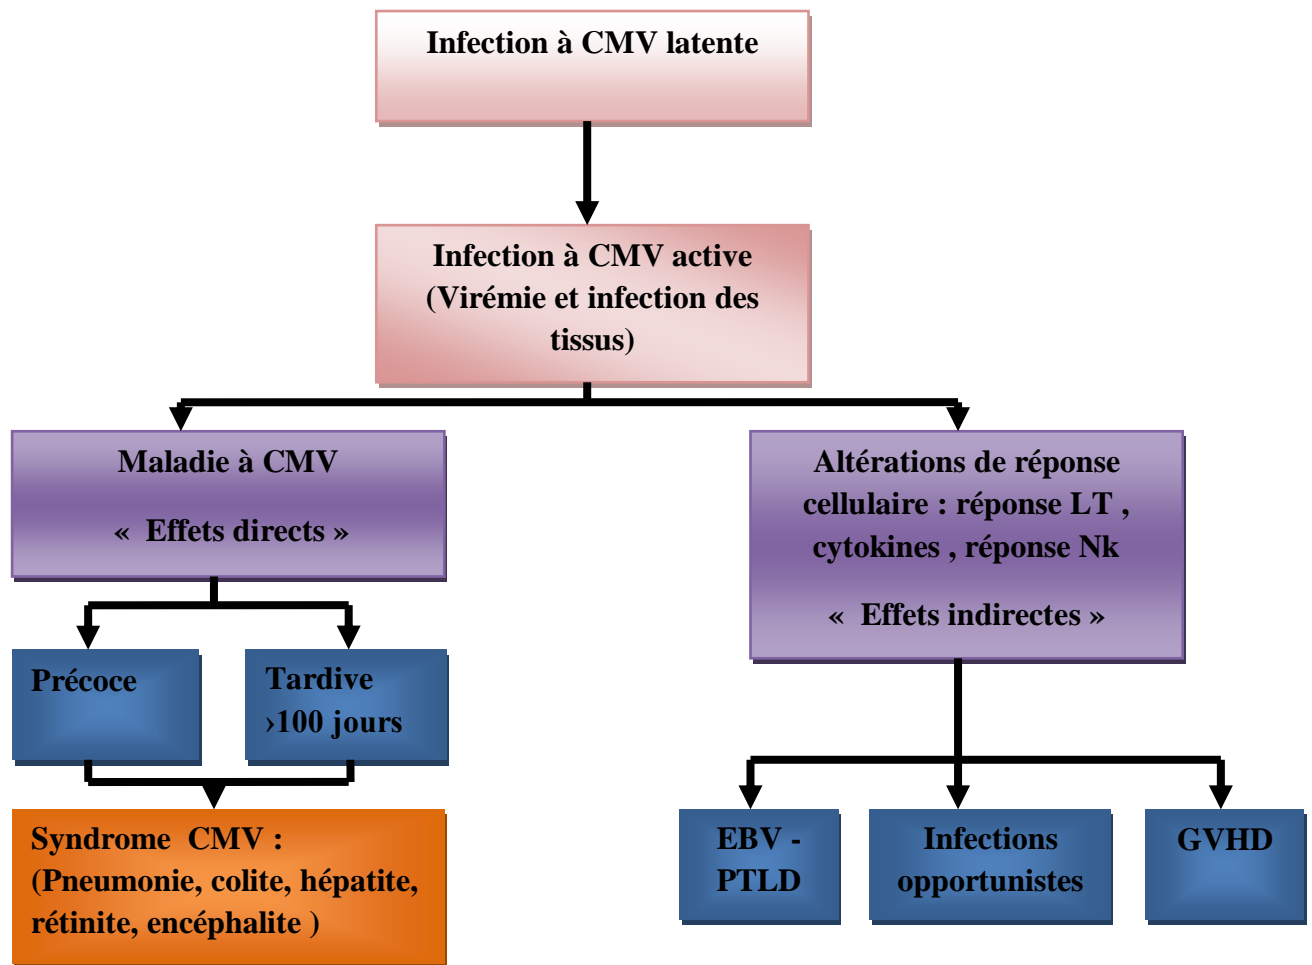 Infection à CMV latente
Infection à CMV active
(Virémie et infection des
tissus)
Maladie à CMV
«  Effets directs »
Altérations de réponse
cellulaire : réponse LT ,
cytokines , réponse Nk
«  Effets indirectes »
Précoce
Tardive
›100 jours
Syndrome  CMV :
(Pneumonie, colite, hépatite,
rétinite, encéphalite )
EBV -
PTLD
Infections
opportunistes
GVHD